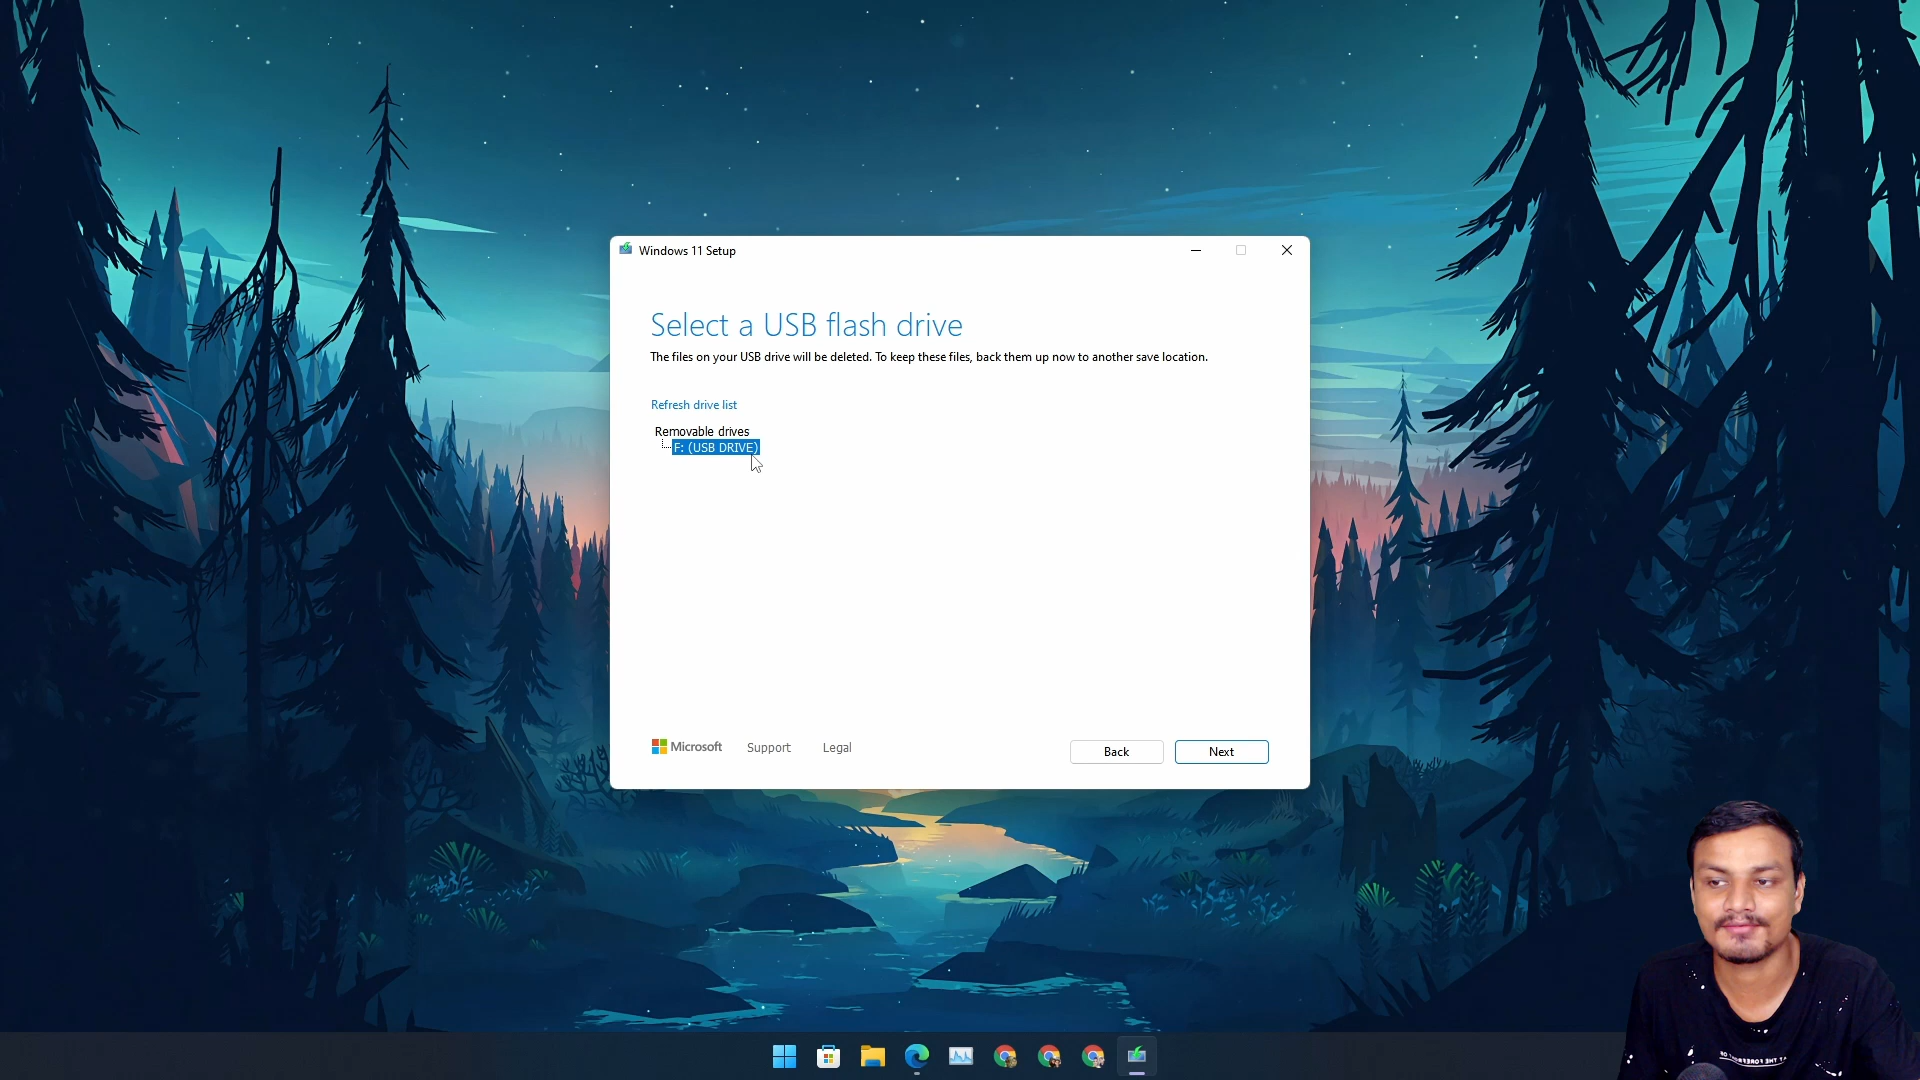 Windows 11 Setup
Select a USB flash drive
The files on your USB drive will be deleted. To keep these files, back them up now to another save location.
Refresh drive list
Removable drives
F: (USB DRIVE)
Microsoft
Support
Legal
Back
Next